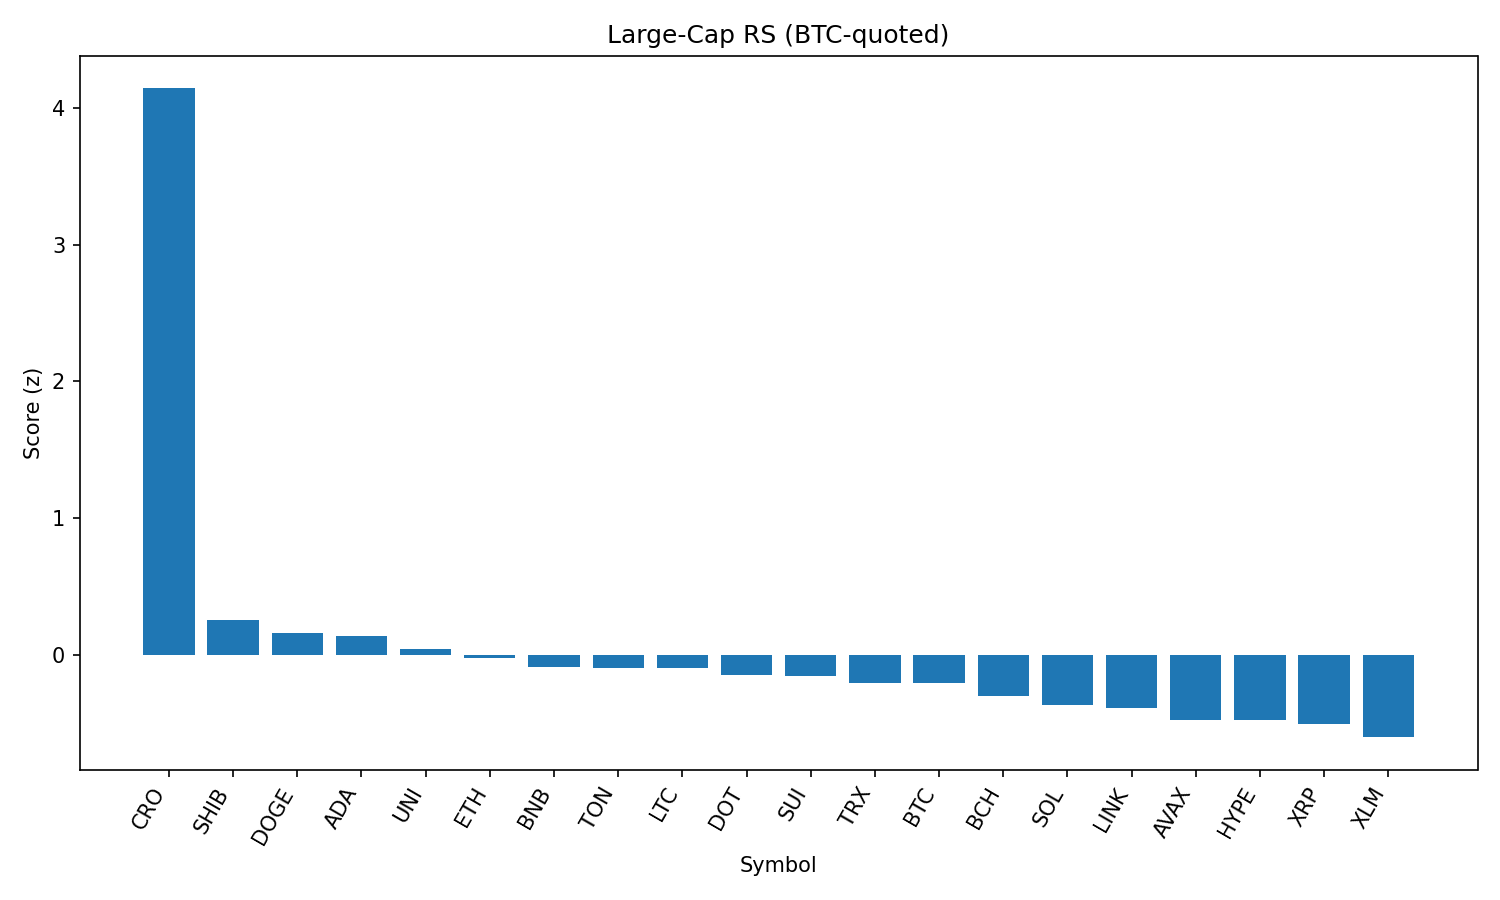 Large-Cap RS (BTC-quoted)
Score (z)
4
3
2
1
0
CRO
SHIB
DOGE
ADA
UNI
ETH
BNB
TON
LTC
DOT
SUI
TRX
BTC
BCH
SOL
LINK
AVAX
HYPE
XRP
XLM
Symbol